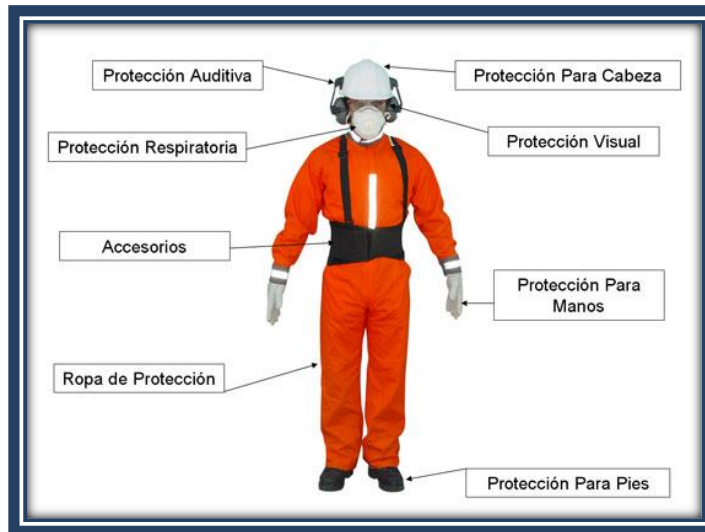 Protección Auditiva
Protección Para Cabeza
Protección Respiratoria
Protección Visual
Accesorios
Protección Para
Manos
Ropa de Protección
Protección Para Pies